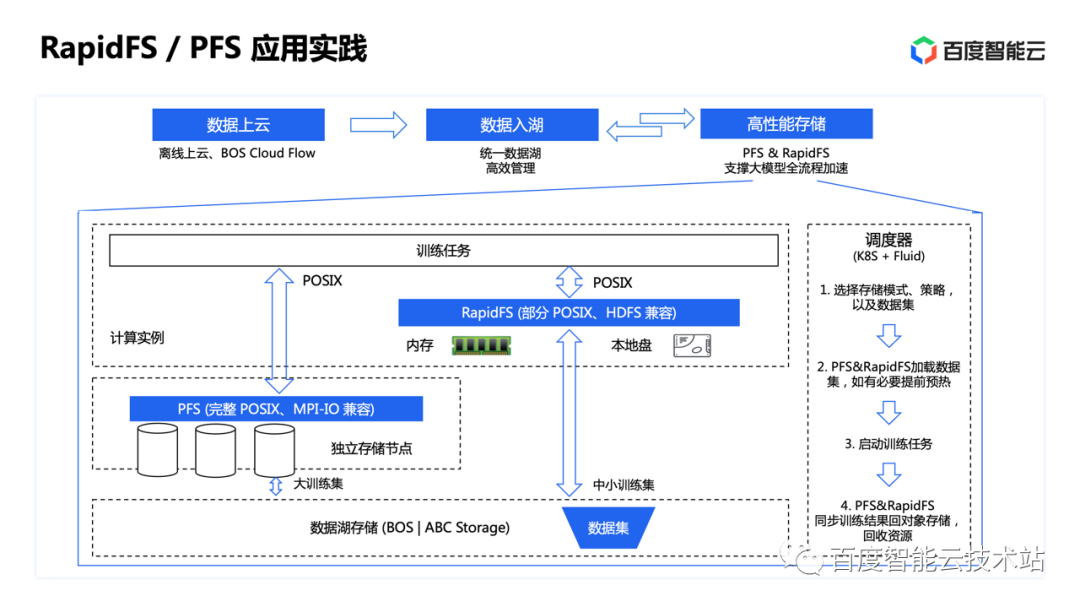 RapidFS / PFS 应用实践
百度智能云
数据上云
离线上云、BOS Cloud Flow
数据入湖
统一数据湖
高效管理
高性能存储
PFS & RapidFS
支撑大模型全流程加速
训练任务
POSIX
POSIX
RapidFS (部分 POSIX、HDFS 兼容)
计算实例
内存
本地盘
PFS (完整 POSIX、MPI-IO 兼容)
独立存储节点
大训练集
中小训练集
数据湖存储 (BOS | ABC Storage)
数据集
调度器
(K8S + Fluid)
1. 选择存储模式、策略，
以及数据集
2. PFS&RapidFS加载数据
集，如有必要提前预热
3. 启动训练任务
4. PFS&RapidFS
同步训练结果回对象存储，
回收资源
百度智能云技术站